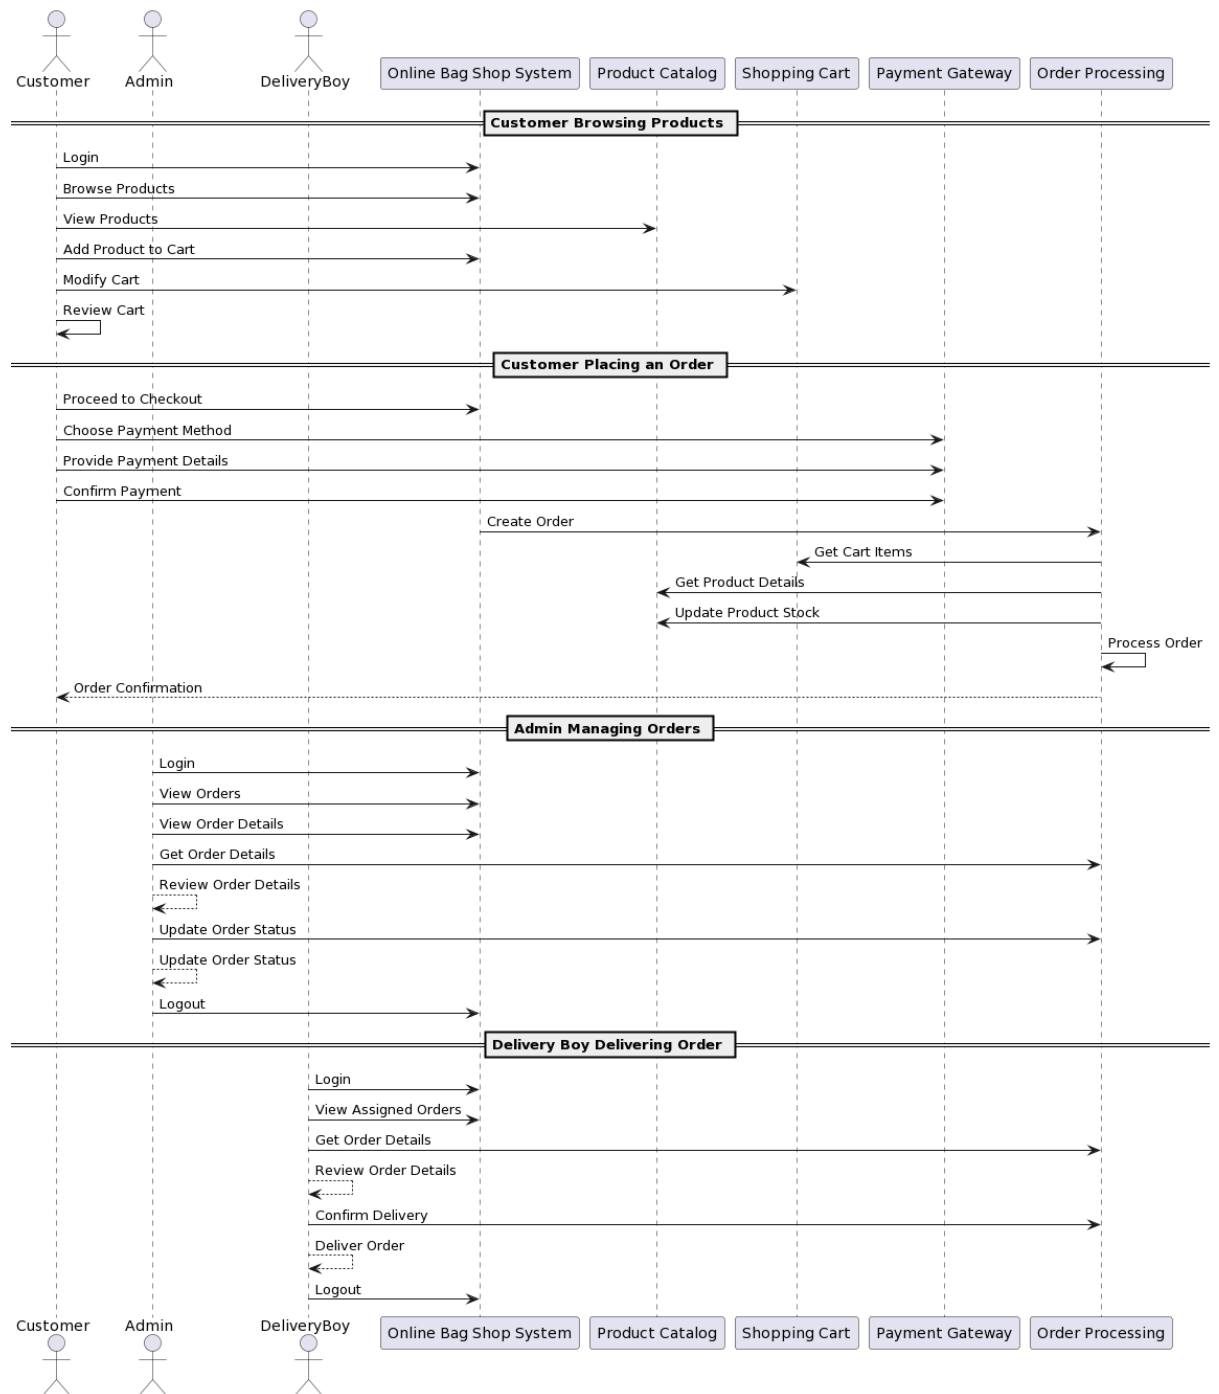 Customer
Admin
DeliveryBoy
Online Bag Shop System
Product Catalog
Shopping Cart
Payment Gateway
Order Processing
Customer Browsing Products
Login
Browse Products
View Products
Add Product to Cart
Modify Cart
Review Cart
Customer Placing an Order
Proceed to Checkout
Choose Payment Method
Provide Payment Details
Confirm Payment
Create Order
Get Cart Items
Get Product Details
Update Product Stock
Process Order
Order Confirmation
Admin Managing Orders
Login
View Orders
View Order Details
Get Order Details
Review Order Details
Update Order Status
Update Order Status
Logout
Delivery Boy Delivering Order
Login
View Assigned Orders
Get Order Details
Review Order Details
Confirm Delivery
Deliver Order
Logout
Customer
Admin
DeliveryBoy
Online Bag Shop System
Product Catalog
Shopping Cart
Payment Gateway
Order Processing